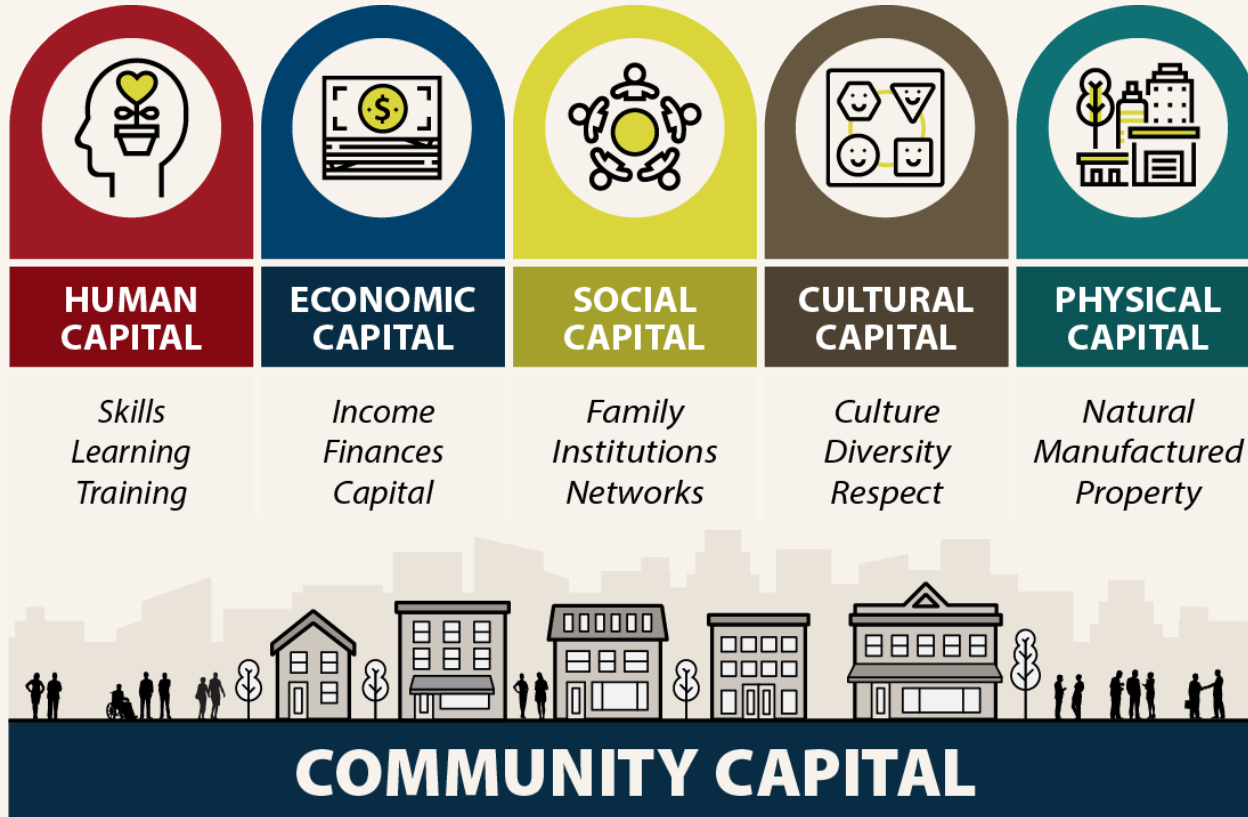 $
HUMAN
CAPITAL
Skills
Learning
Training
ECONOMIC
CAPITAL
Income
Finances
Capital
SOCIAL
CAPITAL
Family
Institutions
Networks
CULTURAL
CAPITAL
Culture
Diversity
Respect
PHYSICAL
CAPITAL
Natural
Manufactured
Property
COMMUNITY CAPITAL